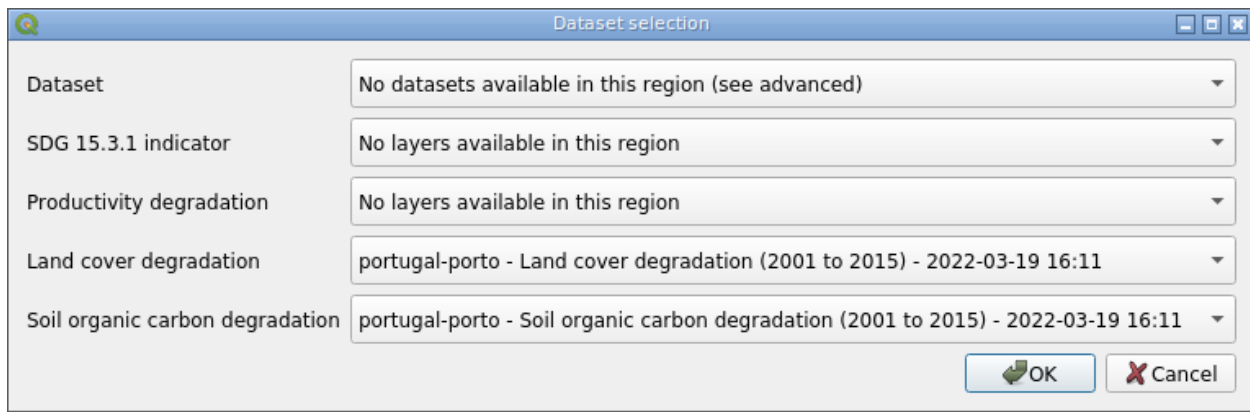 Dataset selection
Dataset No datasets available in this region (see advanced)
SDG 15.3.1 indicator No layers available in this region
Productivity degradation No layers available in this region
Land cover degradation portugal-porto - Land cover degradation (2001 to 2015) - 2022-03-19 16:11
Soil organic carbon degradation portugal-porto - Soil organic carbon degradation (2001 to 2015) - 2022-03-19 16:11
OK Cancel